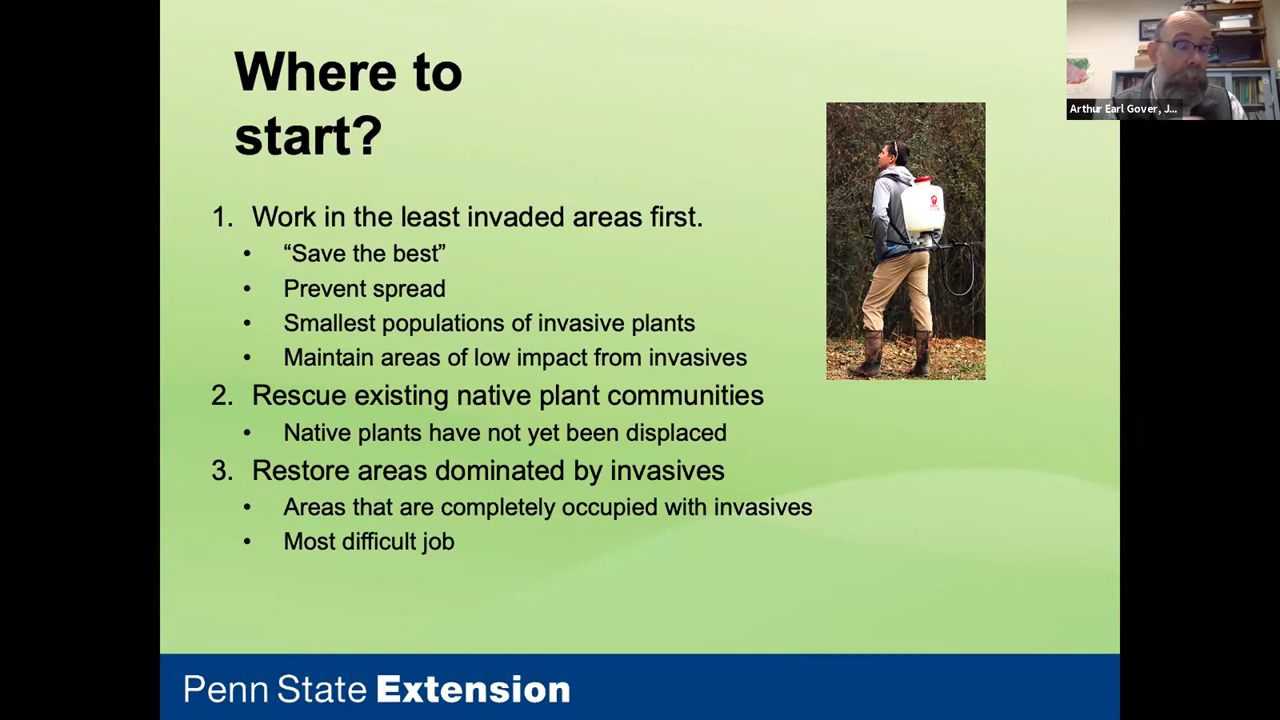 Where to
start?
1. Work in the least invaded areas first.
• “Save the best”
• Prevent spread
• Smallest populations of invasive plants
• Maintain areas of low impact from invasives
2. Rescue existing native plant communities
• Native plants have not yet been displaced
3. Restore areas dominated by invasives
• Areas that are completely occupied with invasives
• Most difficult job
Penn State Extension
Arthur Earl Gover, J...